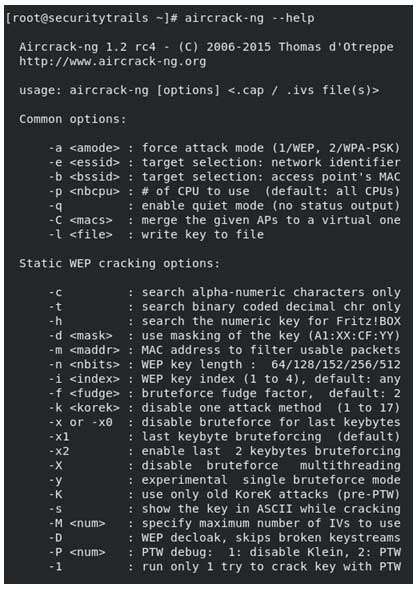 [root@securitytrails ~]# aircrack-ng --help
Aircrack-ng 1.2 rc4 - (C) 2006-2015 Thomas d'Otreppe
http://www.aircrack-ng.org
usage: aircrack-ng [options] <.cap / .ivs file(s)>
Common options:
-a <amode> : force attack mode (1/WEP, 2/WPA-PSK)
-e <essid> : target selection: network identifier
-b <bssid> : target selection: access point's MAC
-p <nbcpu> : # of CPU to use  (default: all CPUs)
-q         : enable quiet mode (no status output)
-C <macs>  : merge the given APs to a virtual one
-l <file>  : write key to file
Static WEP cracking options:
-c         : search alpha-numeric characters only
-t         : search binary coded decimal chr only
-h         : search the numeric key for Fritz!BOX
-d <mask>  : use masking of the key (A1:XX:CF:YY)
-m <maddr> : MAC address to filter usable packets
-n <nbits> : WEP key length :  64/128/152/256/512
-i <index> : WEP key index (1 to 4), default: any
-f <fudge> : bruteforce fudge factor,  default: 2
-k <korek> : disable one attack method  (1 to 17)
-x or -x0  : disable bruteforce for last keybytes
-x1        : last keybyte bruteforcing  (default)
-x2        : enable last  2 keybytes bruteforcing
-X         : disable  bruteforce   multithreading
-y         : experimental  single bruteforce mode
-K         : use only old KoreK attacks (pre-PTW)
-s         : show the key in ASCII while cracking
-M <num>   : specify maximum number of IVs to use
-D         : WEP decloak, skips broken keystreams
-P <num>   : PTW debug:  1: disable Klein, 2: PTW
-1         : run only 1 try to crack key with PTW